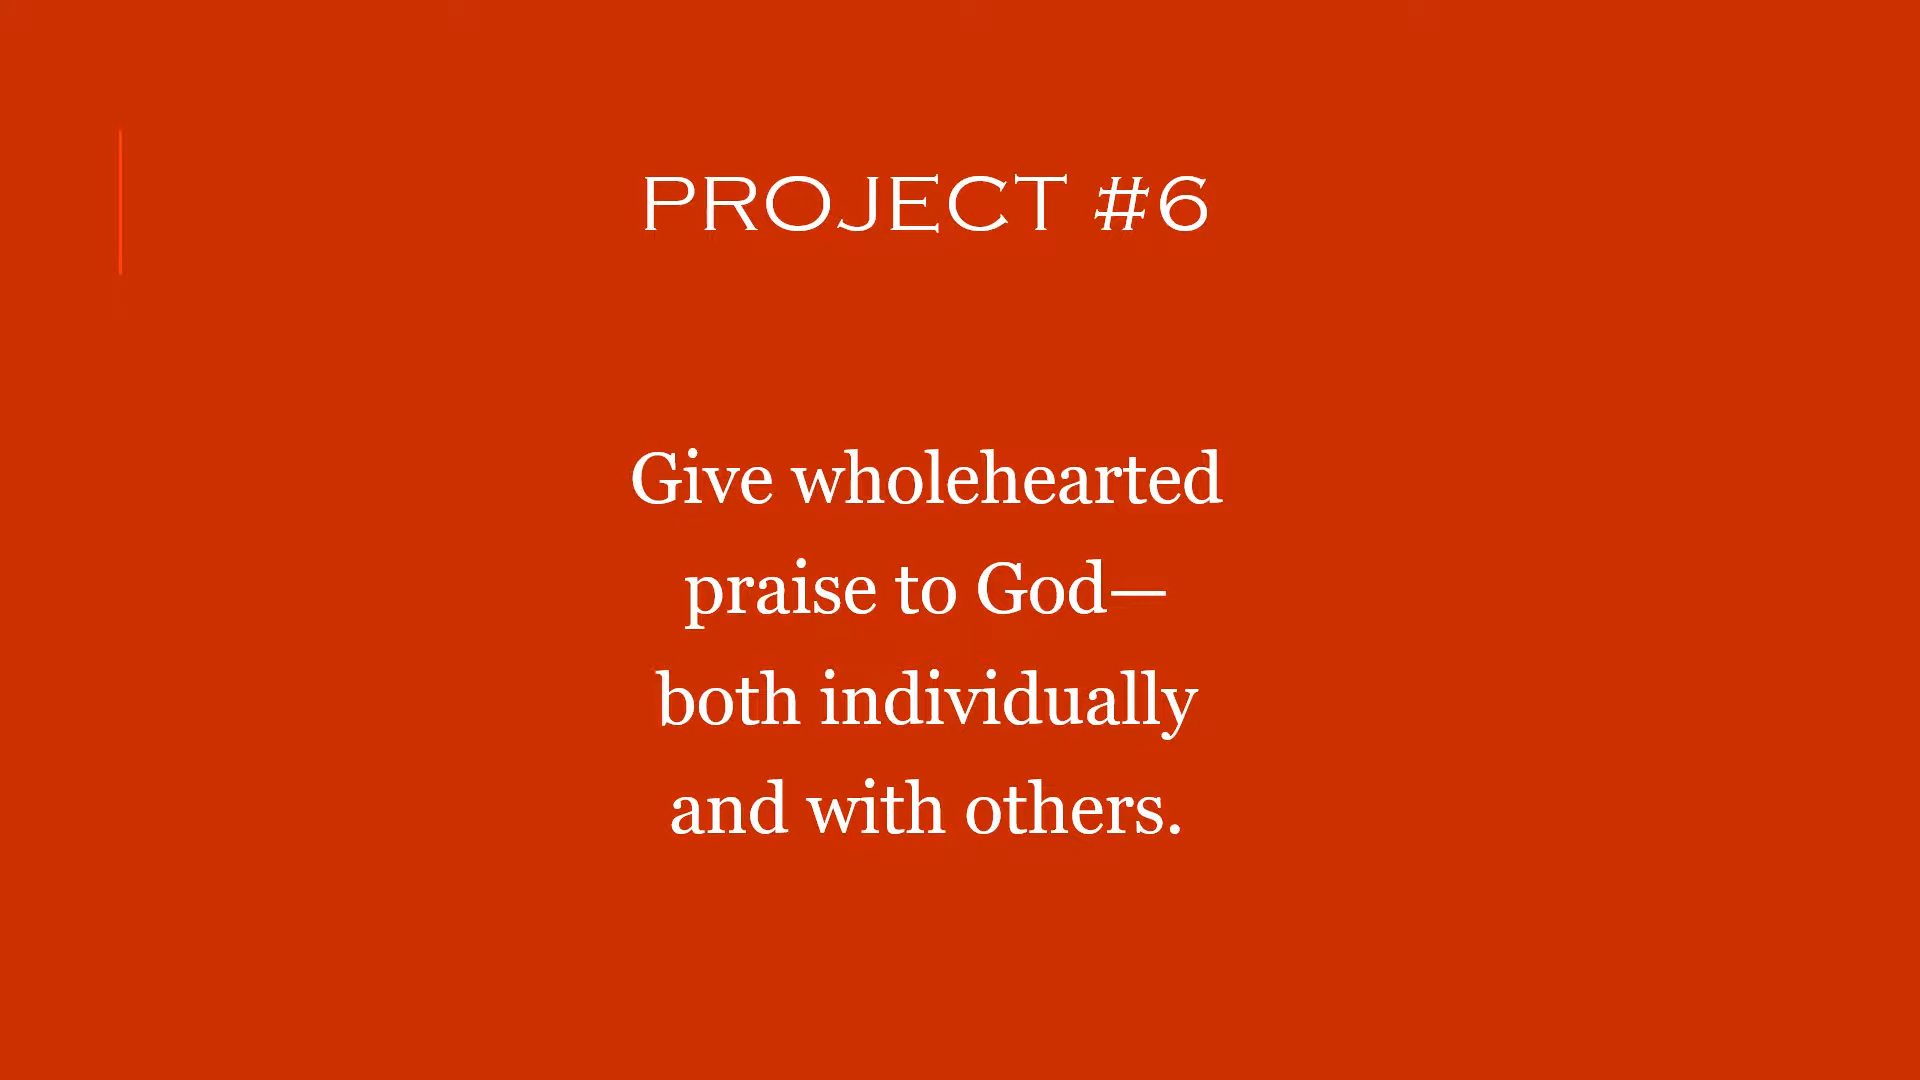 PROJECT #6
Give wholehearted
praise to God—
both individually
and with others.